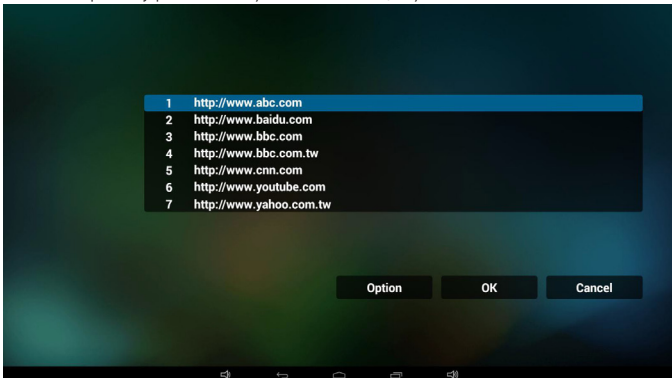 1 http://www.abc.com
2 http://www.baidu.com
3 http://www.bbc.com
4 http://www.bbc.com.tw
5 http://www.cnn.com
6 http://www.youtube.com
7 http://www.yahoo.com.tw
Option OK Cancel